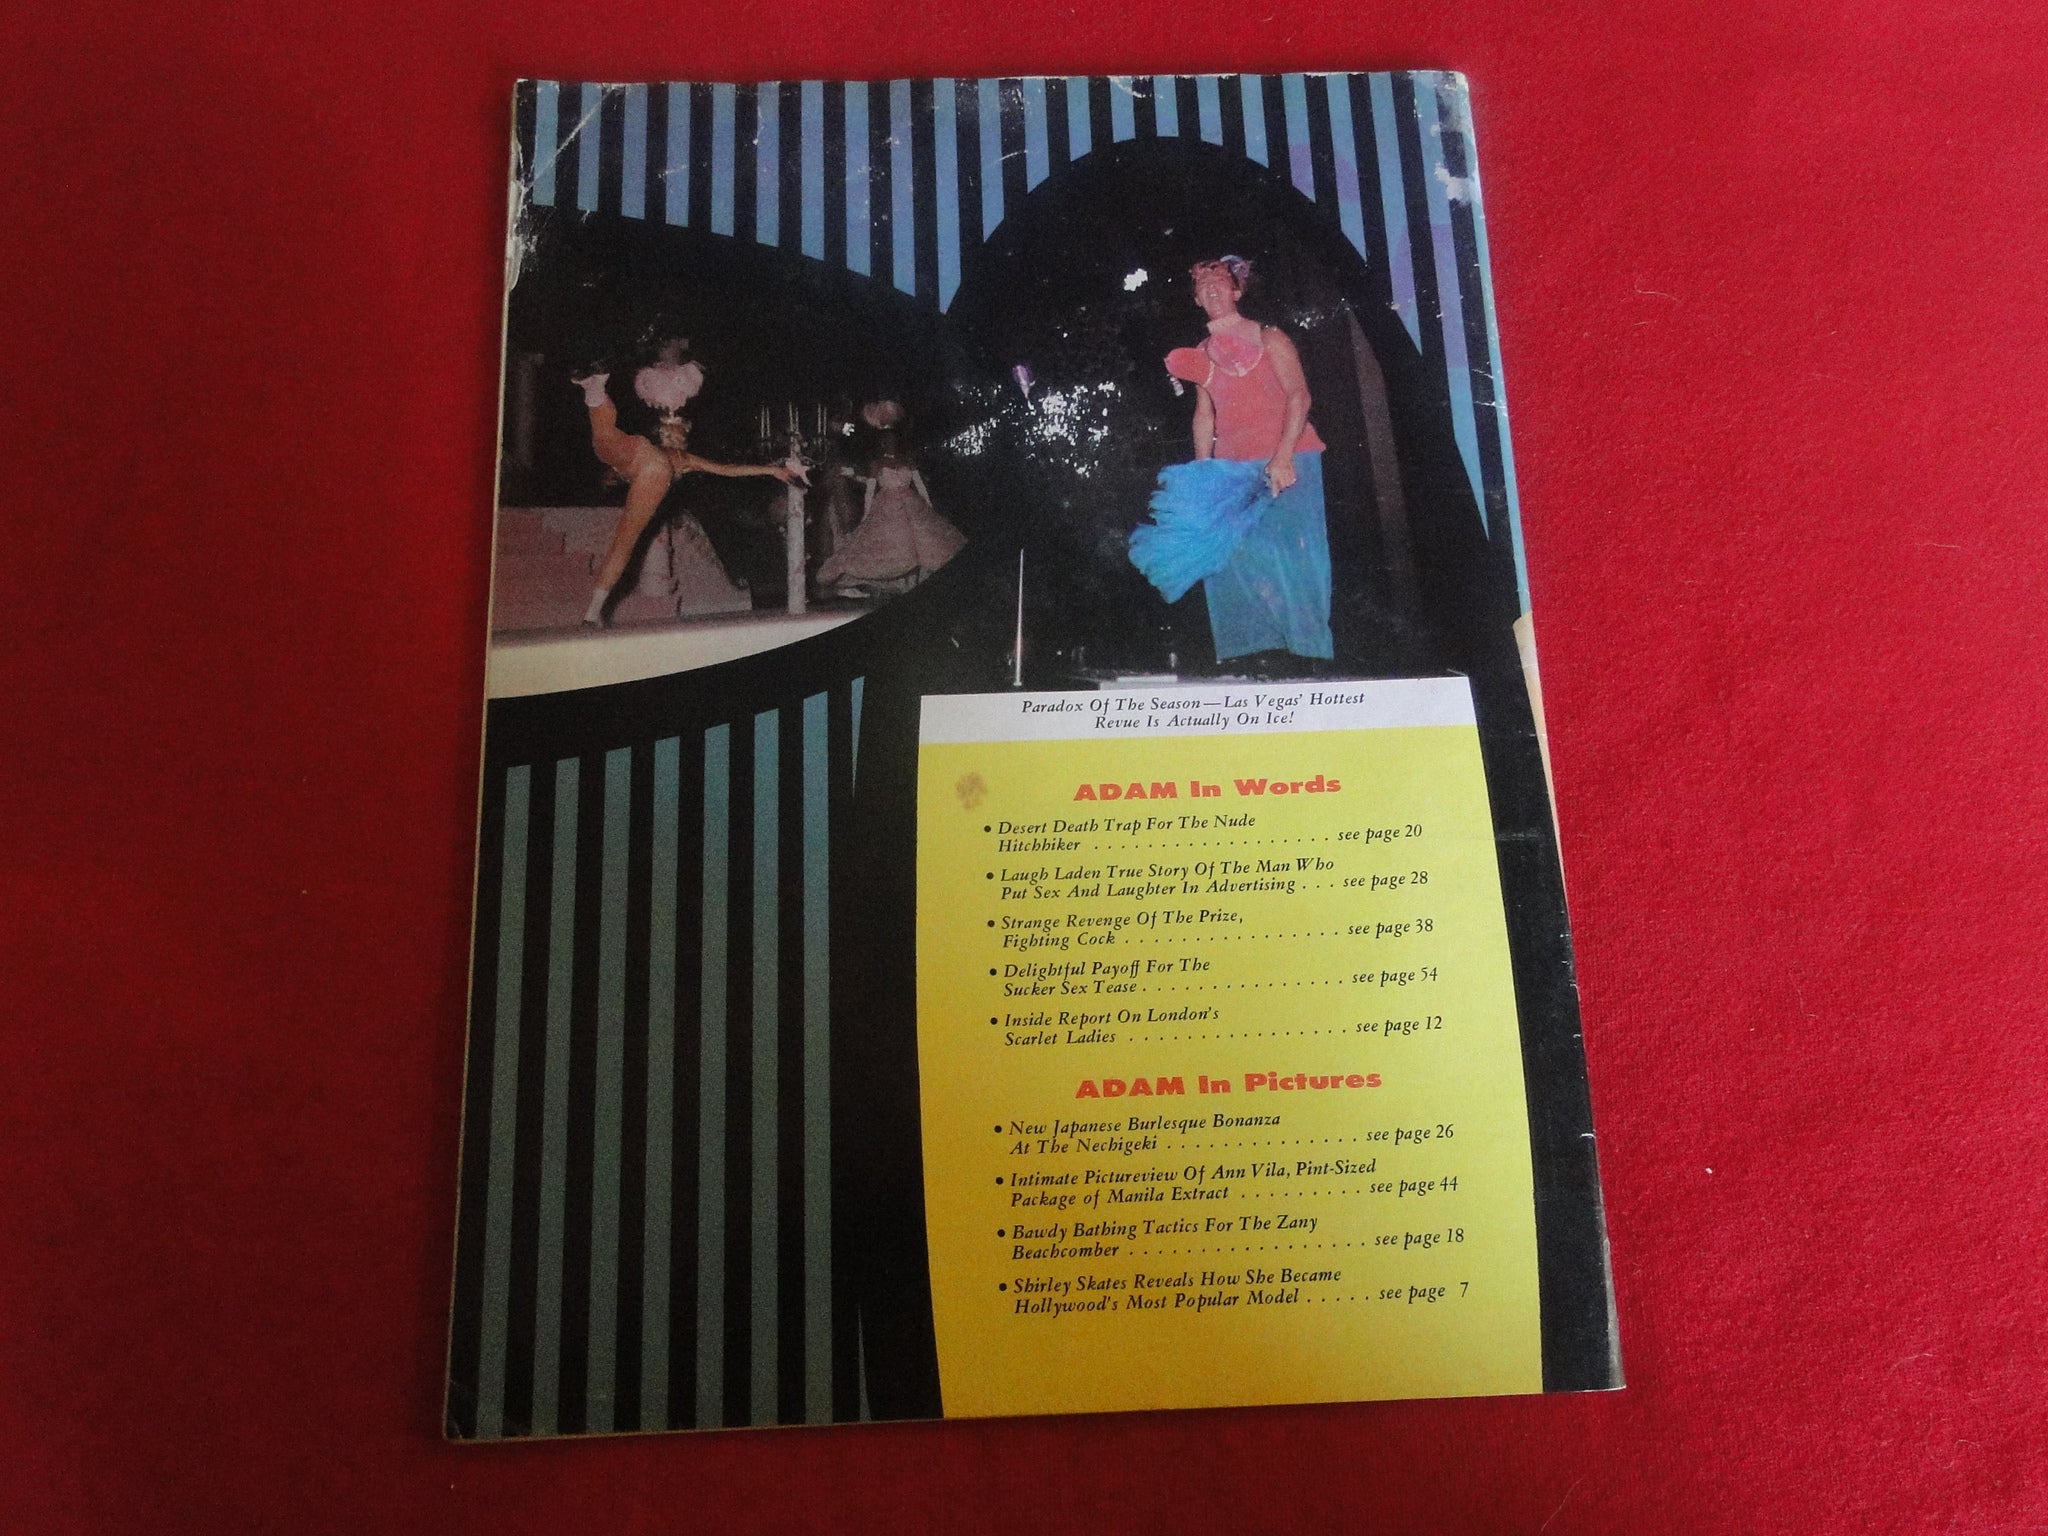 Paradox Of The Season—Las Vegas' Hottest
Revue Is Actually On Ice!
ADAM In Words
• Desert Death Trap For The Nude
Hitchhiker . . . . . . . . . . . . . . . . . . see page 20
• Laugh Laden True Story Of The Man Who
Put Sex And Laughter In Advertising . . . see page 28
• Strange Revenge Of The Prize,
Fighting Cock . . . . . . . . . . . . . . . . see page 38
• Delightful Payoff For The
Sucker Sex Tease . . . . . . . . . . . . . . . see page 54
• Inside Report On London's
Scarlet Ladies . . . . . . . . . . . . . . . . see page 12
ADAM In Pictures
• New Japanese Burlesque Bonanza
At The Nechigeki . . . . . . . . . . . . . . see page 26
• Intimate Pictureview Of Ann Vila, Pint-Sized
Package of Manila Extract . . . . . . . . . see page 44
• Bawdy Bathing Tactics For The Zany
Beachcomber . . . . . . . . . . . . . . . . . see page 18
• Shirley Skates Reveals How She Became
Hollywood's Most Popular Model . . . . . see page 7